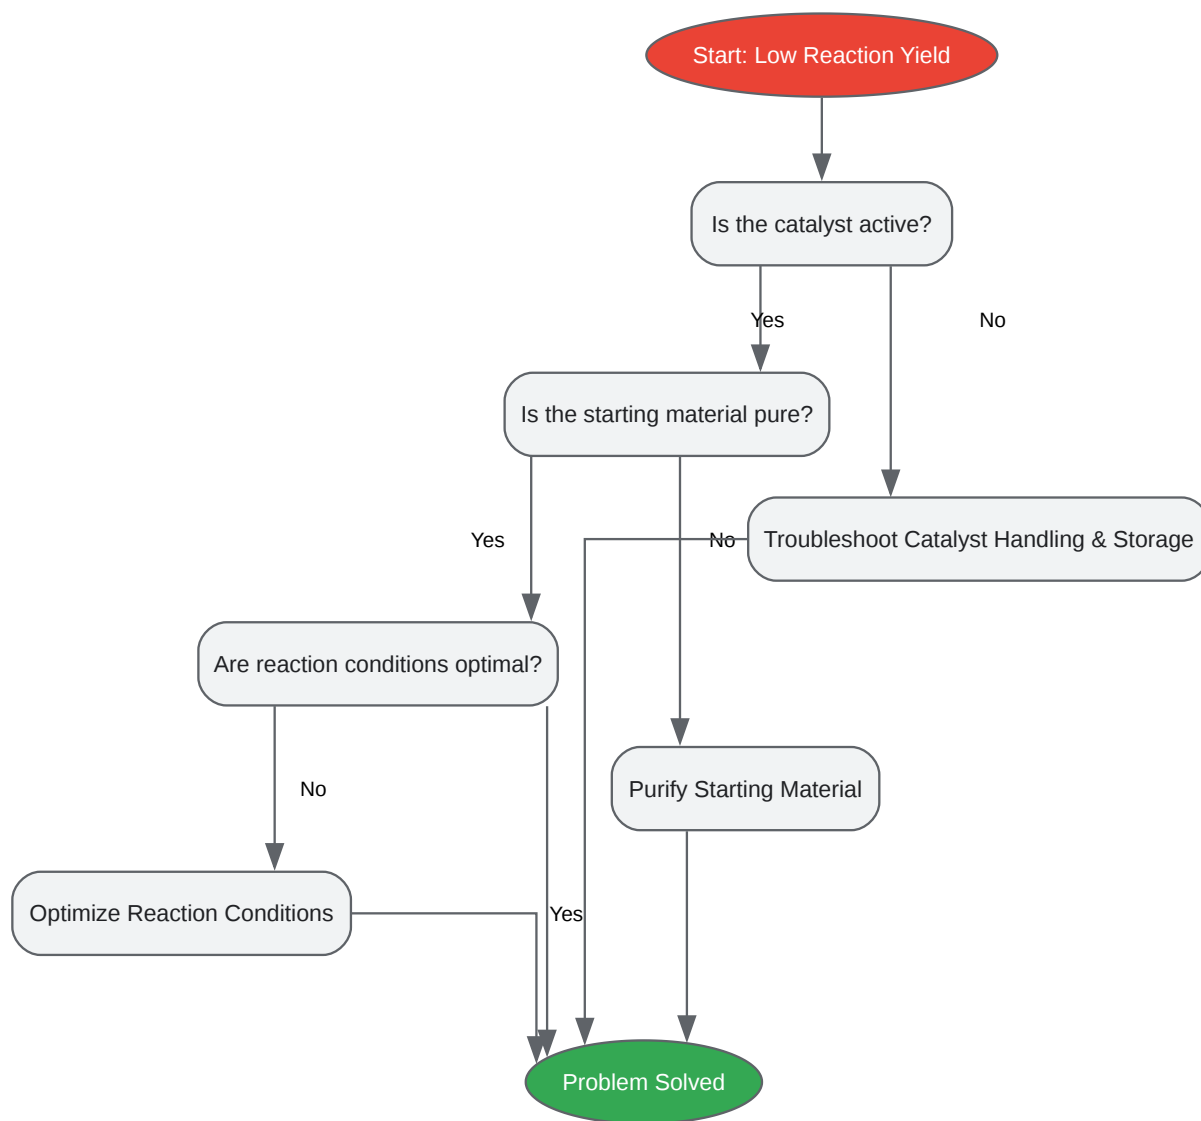 Start: Low Reaction Yield
Is the catalyst active?
Yes
No
Is the starting material pure?
Yes
No
Troubleshoot Catalyst Handling & Storage
Are reaction conditions optimal?
No
Purify Starting Material
Optimize Reaction Conditions
Yes
Problem Solved